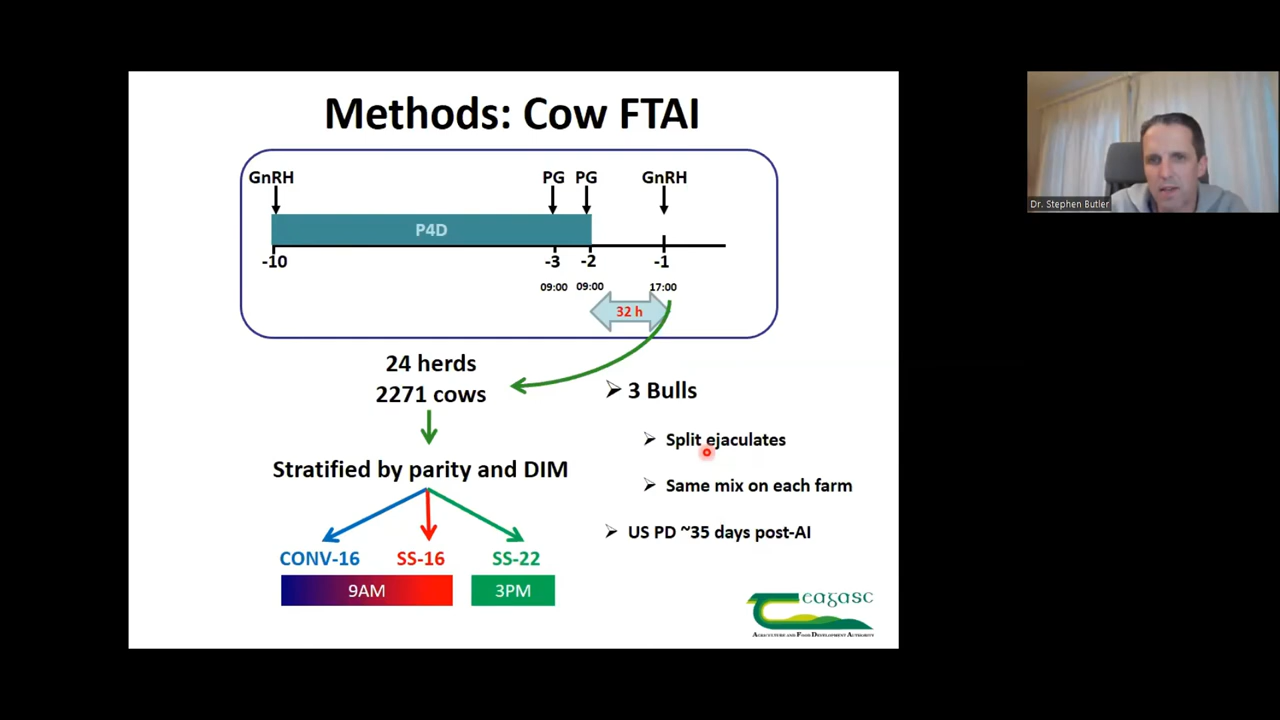 Methods: Cow FTAI
GnRH PG PG GnRH
P4D
-10 -3 -2 -1
09:00 09:00 17:00
32 h
24 herds
2271 cows
Stratified by parity and DIM
CONV-16 SS-16 SS-22
9AM 3PM
➢ 3 Bulls
➢ Split ejaculates
➢ Same mix on each farm
➢ US PD ~35 days post-AI
eagasc
AGRICULTURE AND FOOD DEVELOPMENT AUTHORITY
Dr. Stephen Butler